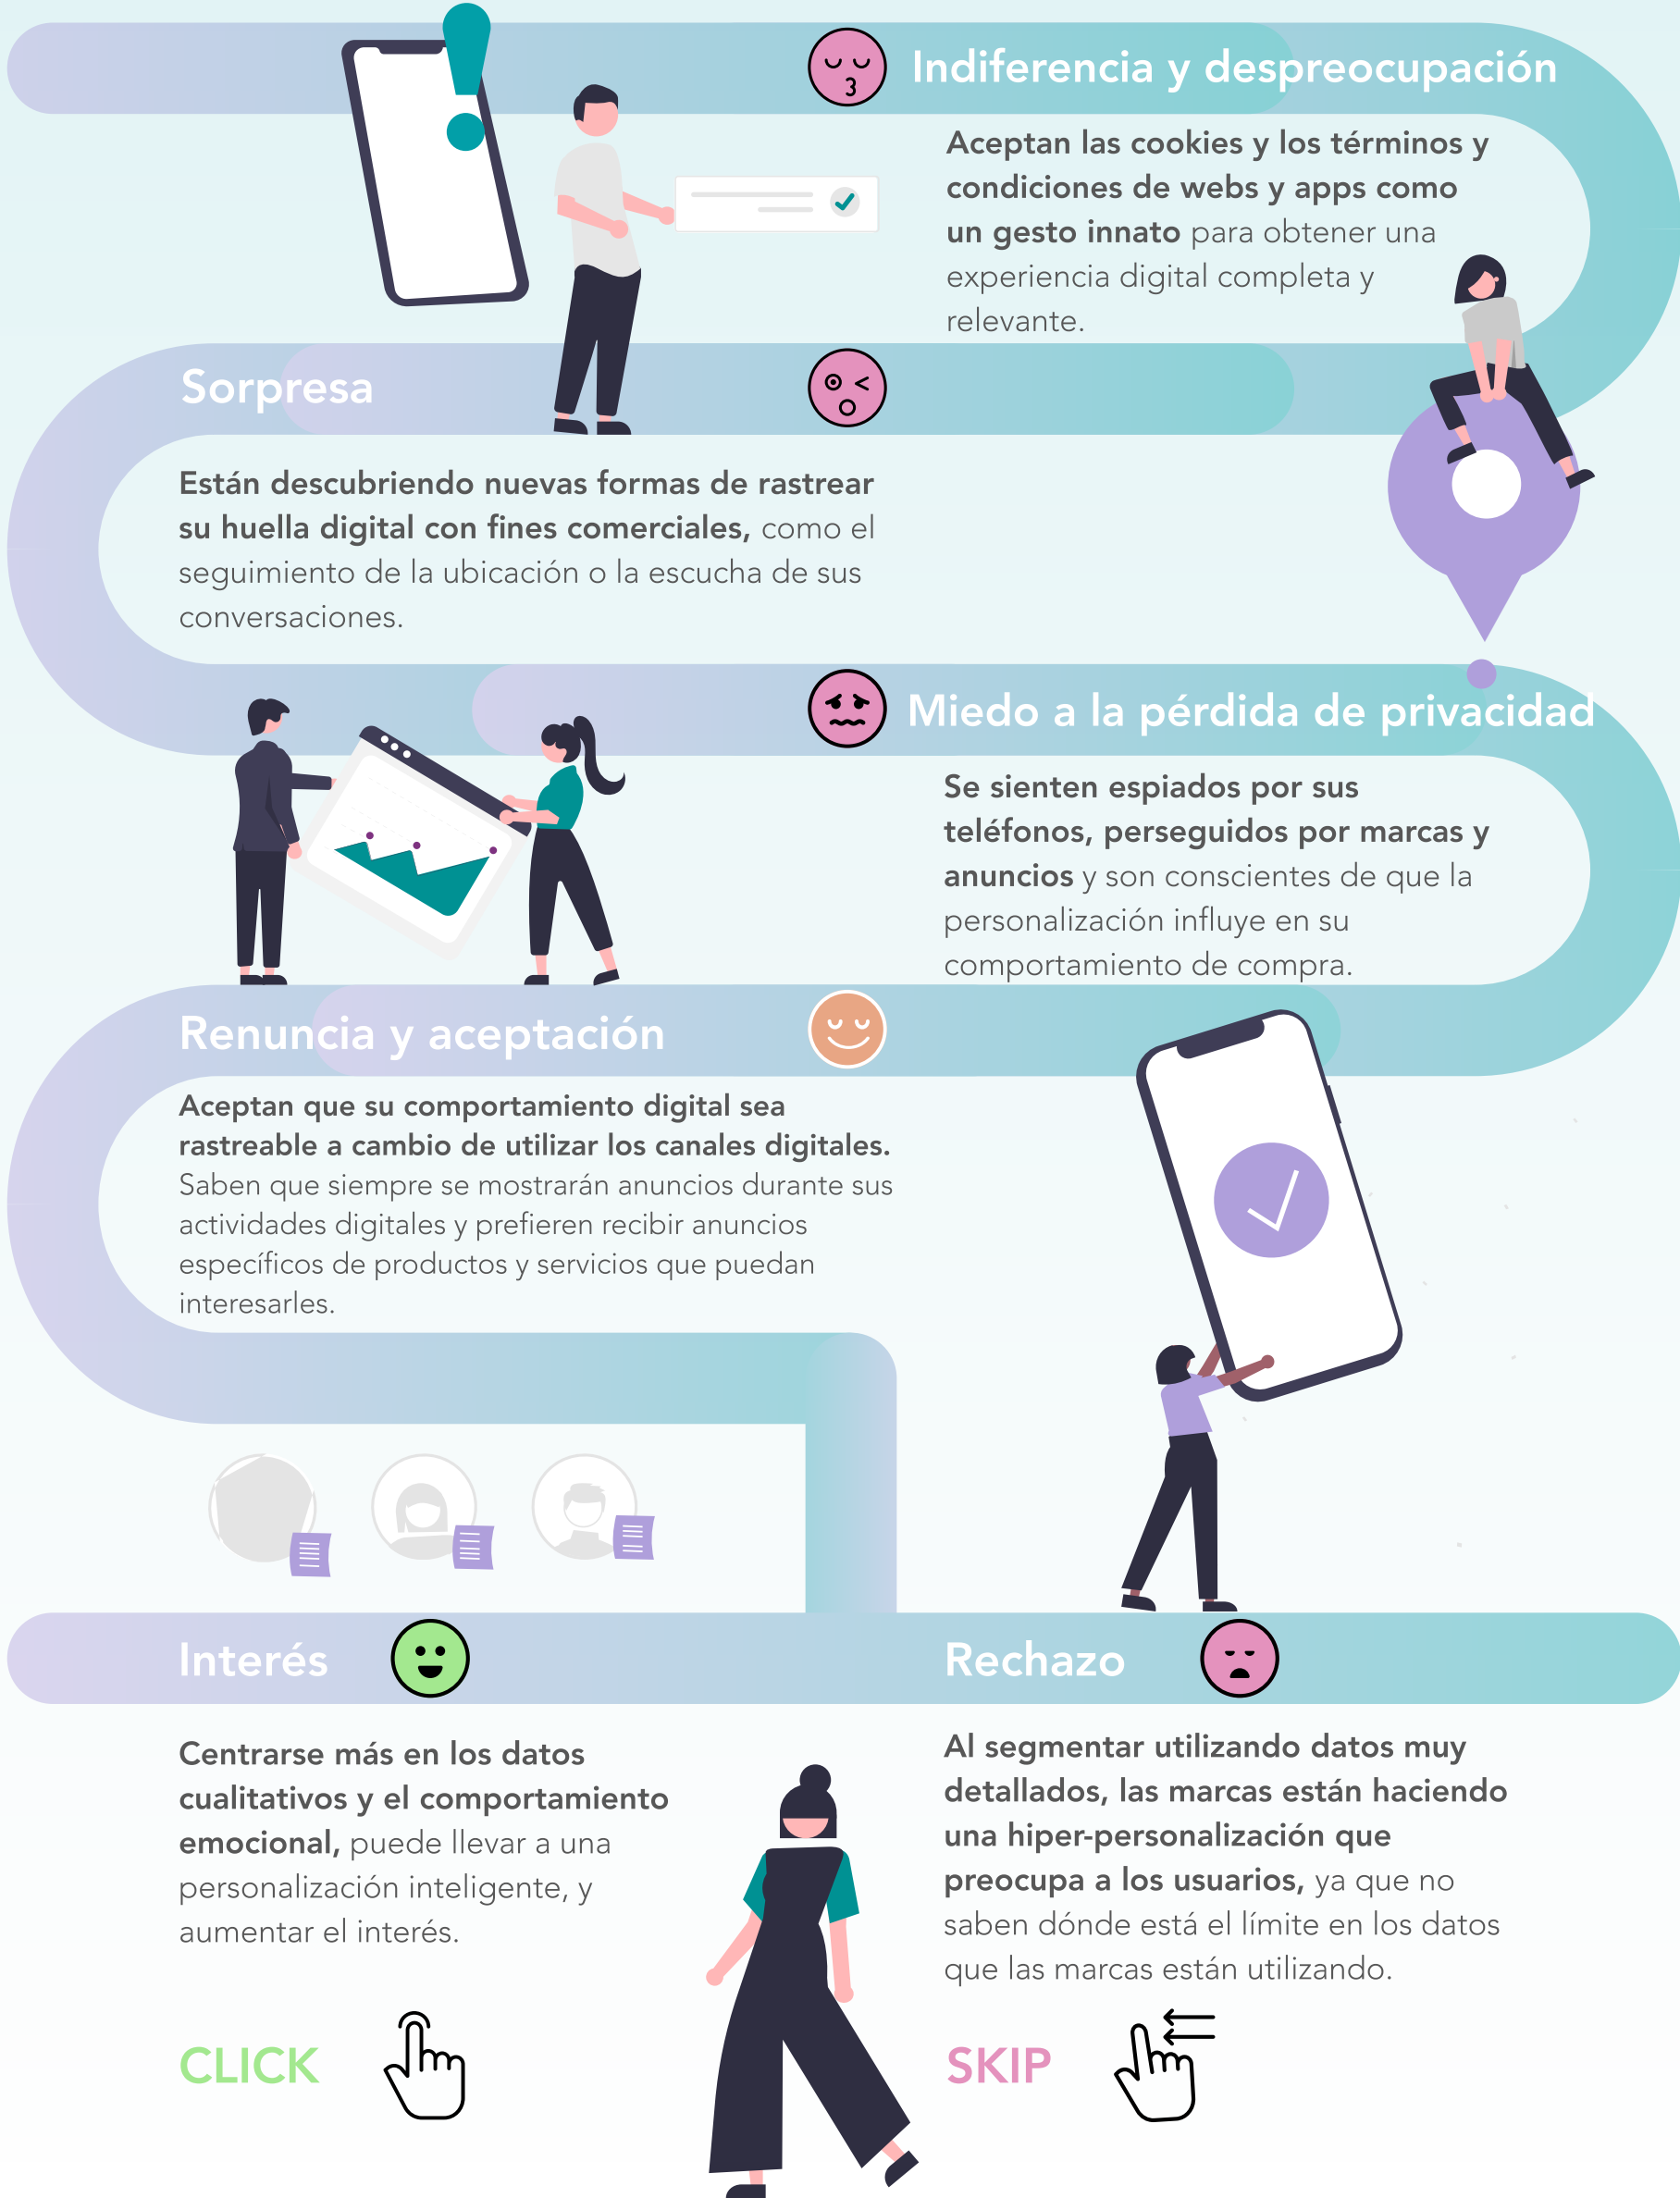 Indiferencia y despreocupación
Aceptan las cookies y los términos y
condiciones de webs y apps como
un gesto innato para obtener una
experiencia digital completa y
relevante.
Sorpresa
Están descubriendo nuevas formas de rastrear
su huella digital con fines comerciales, como el
seguimiento de la ubicación o la escucha de sus
conversaciones.
Miedo a la pérdida de privacidad
Se sienten espiados por sus
teléfonos, perseguidos por marcas y
anuncios y son conscientes de que la
personalización influye en su
comportamiento de compra.
Renuncia y aceptación
Aceptan que su comportamiento digital sea
rastreable a cambio de utilizar los canales digitales.
Saben que siempre se mostrarán anuncios durante sus
actividades digitales y prefieren recibir anuncios
específicos de productos y servicios que puedan
interesarles.
Interés
Centrarse más en los datos
cualitativos y el comportamiento
emocional, puede llevar a una
personalización inteligente, y
aumentar el interés.
CLICK
Rechazo
Al segmentar utilizando datos muy
detallados, las marcas están haciendo
una hiper-personalización que
preocupa a los usuarios, ya que no
saben dónde está el límite en los datos
que las marcas están utilizando.
SKIP